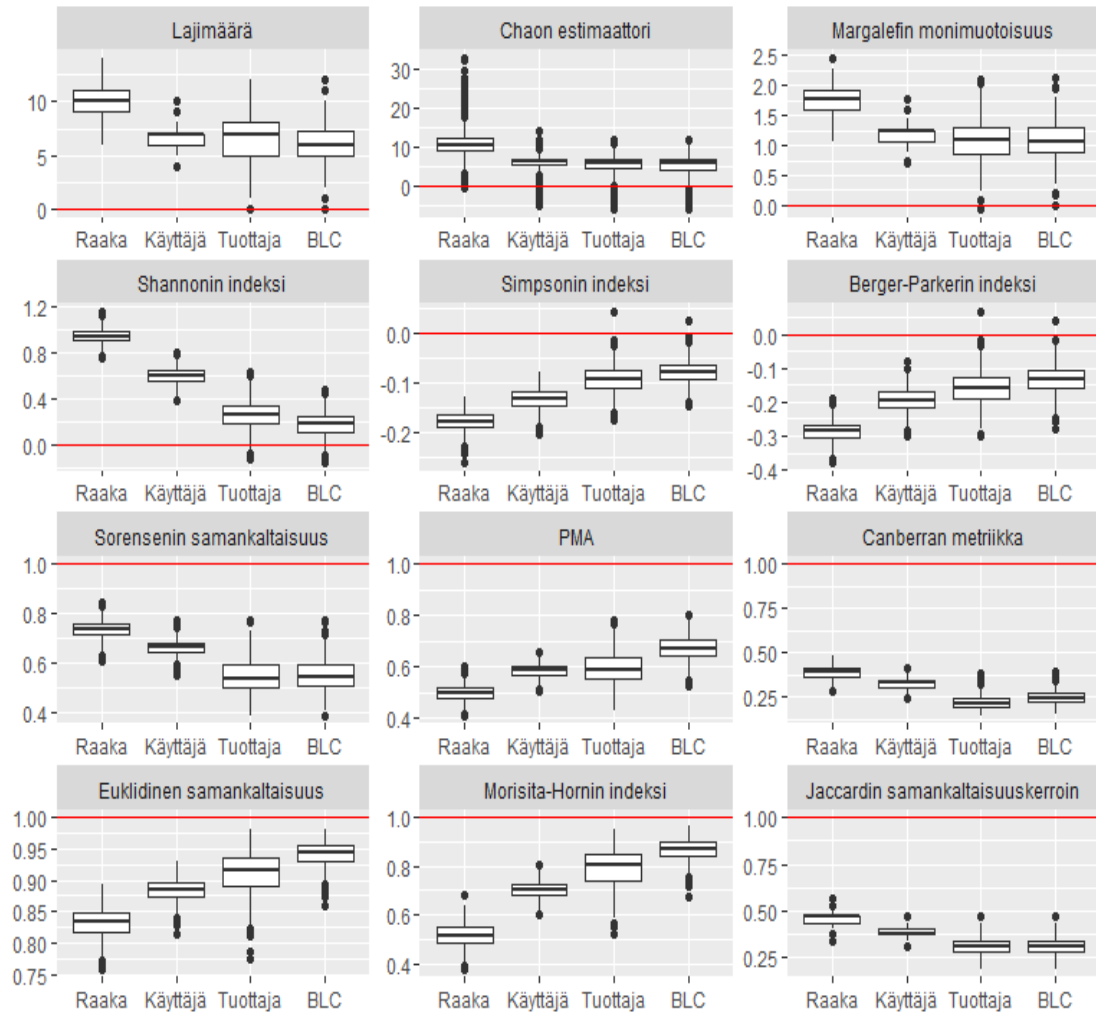 Lajimäärä
10
5
0
Raaka Käyttäjä Tuottaja BLC
Chaon estimaattori
30
20
10
0
Raaka Käyttäjä Tuottaja BLC
Margalefin monimuotoisuus
2.5
2.0
1.5
1.0
0.5
0.0
Raaka Käyttäjä Tuottaja BLC
Shannonin indeksi
1.2
0.8
0.4
0.0
Raaka Käyttäjä Tuottaja BLC
Simpsonin indeksi
0.0
-0.1
-0.2
Raaka Käyttäjä Tuottaja BLC
Berger-Parkerin indeksi
0.0
-0.1
-0.2
-0.3
-0.4
Raaka Käyttäjä Tuottaja BLC
Sorensenin samankaltaisuus
1.0
0.8
0.6
0.4
Raaka Käyttäjä Tuottaja BLC
PMA
1.0
0.8
0.6
0.4
Raaka Käyttäjä Tuottaja BLC
Canberran metriikka
1.00
0.75
0.50
0.25
Raaka Käyttäjä Tuottaja BLC
Euklidinen samankaltaisuus
1.00
0.95
0.90
0.85
0.80
0.75
Raaka Käyttäjä Tuottaja BLC
Morisita-Hornin indeksi
1.0
0.8
0.6
0.4
Raaka Käyttäjä Tuottaja BLC
Jaccardin samankaltaisuuskerroin
1.00
0.75
0.50
0.25
Raaka Käyttäjä Tuottaja BLC